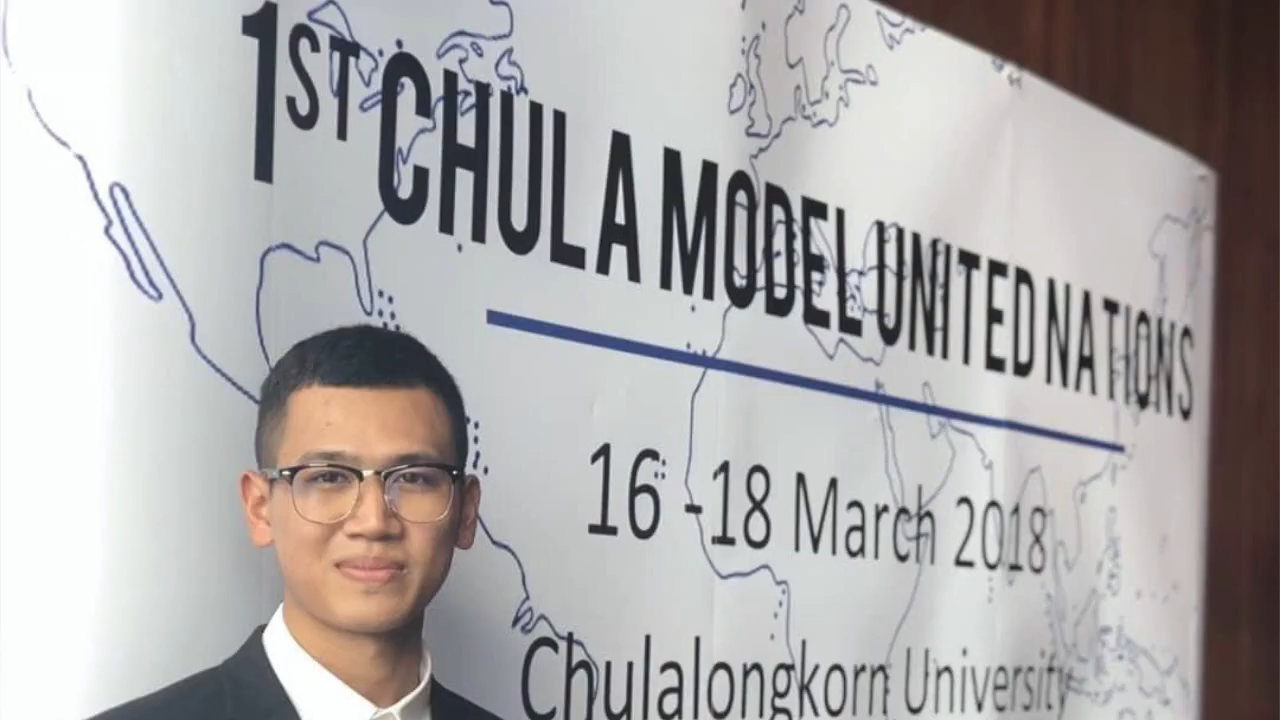 1ST CHULA MODEL UNITED NATIONS
16 -18 March 2018
Chulalongkorn University